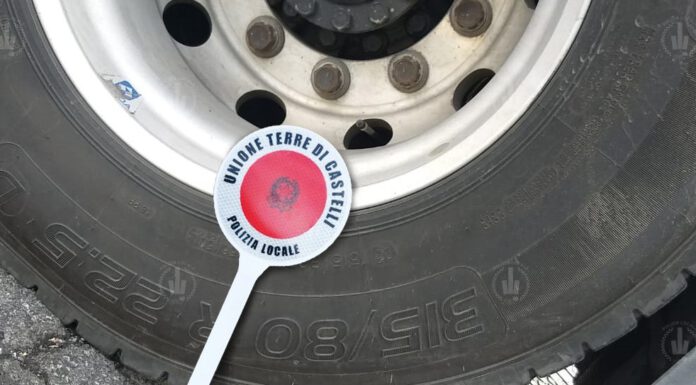 UNIONE TERRE DI CASTELLI
POLIZIA LOCALE
315/80 R 22.5